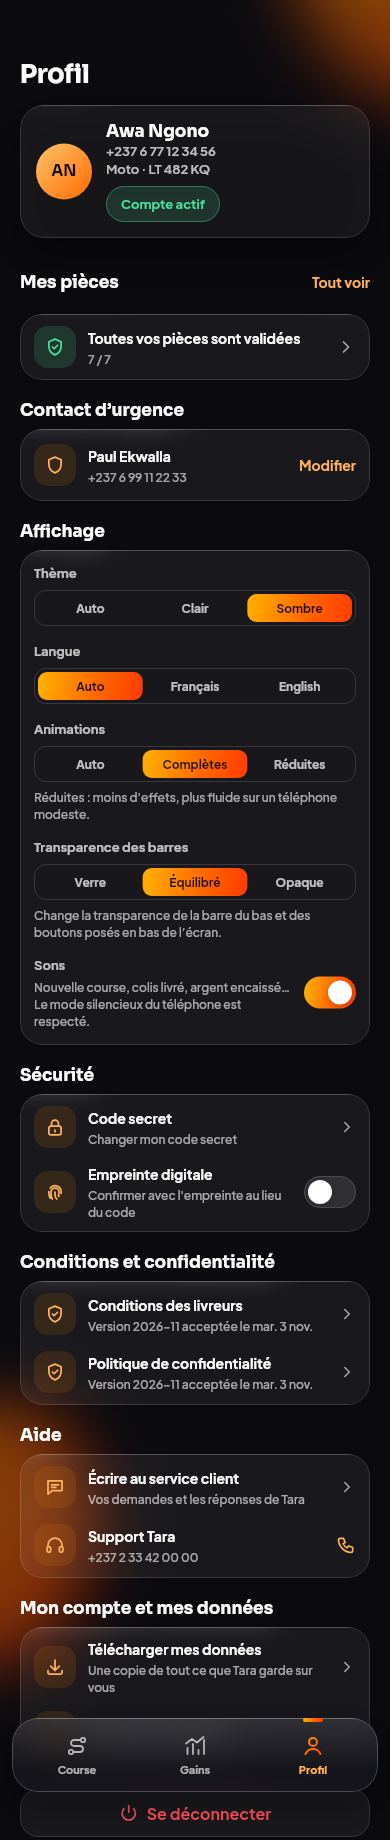 Profil
AN
Awa Ngono
+237 6 77 12 34 56
Moto · LT 482 KQ
Compte actif
Mes pièces
Tout voir
Toutes vos pièces sont validées
7 / 7
Contact d’urgence
Paul Ekwalla
+237 6 99 11 22 33
Modifier
Affichage
Thème
Auto Clair Sombre
Langue
Auto Français English
Animations
Auto Complètes Réduites
Réduites : moins d’effets, plus fluide sur un téléphone
modeste.
Transparence des barres
Verre Équilibré Opaque
Change la transparence de la barre du bas et des
boutons posés en bas de l’écran.
Sons
Nouvelle course, colis livré, argent encaissé…
Le mode silencieux du téléphone est
respecté.
Sécurité
Code secret
Changer mon code secret
Empreinte digitale
Confirmer avec l’empreinte au lieu
du code
Conditions et confidentialité
Conditions des livreurs
Version 2026-11 acceptée le mar. 3 nov.
Politique de confidentialité
Version 2026-11 acceptée le mar. 3 nov.
Aide
Écrire au service client
Vos demandes et les réponses de Tara
Support Tara
+237 2 33 42 00 00
Mon compte et mes données
Télécharger mes données
Une copie de tout ce que Tara garde sur
vous
Course Gains Profil
Se déconnecter